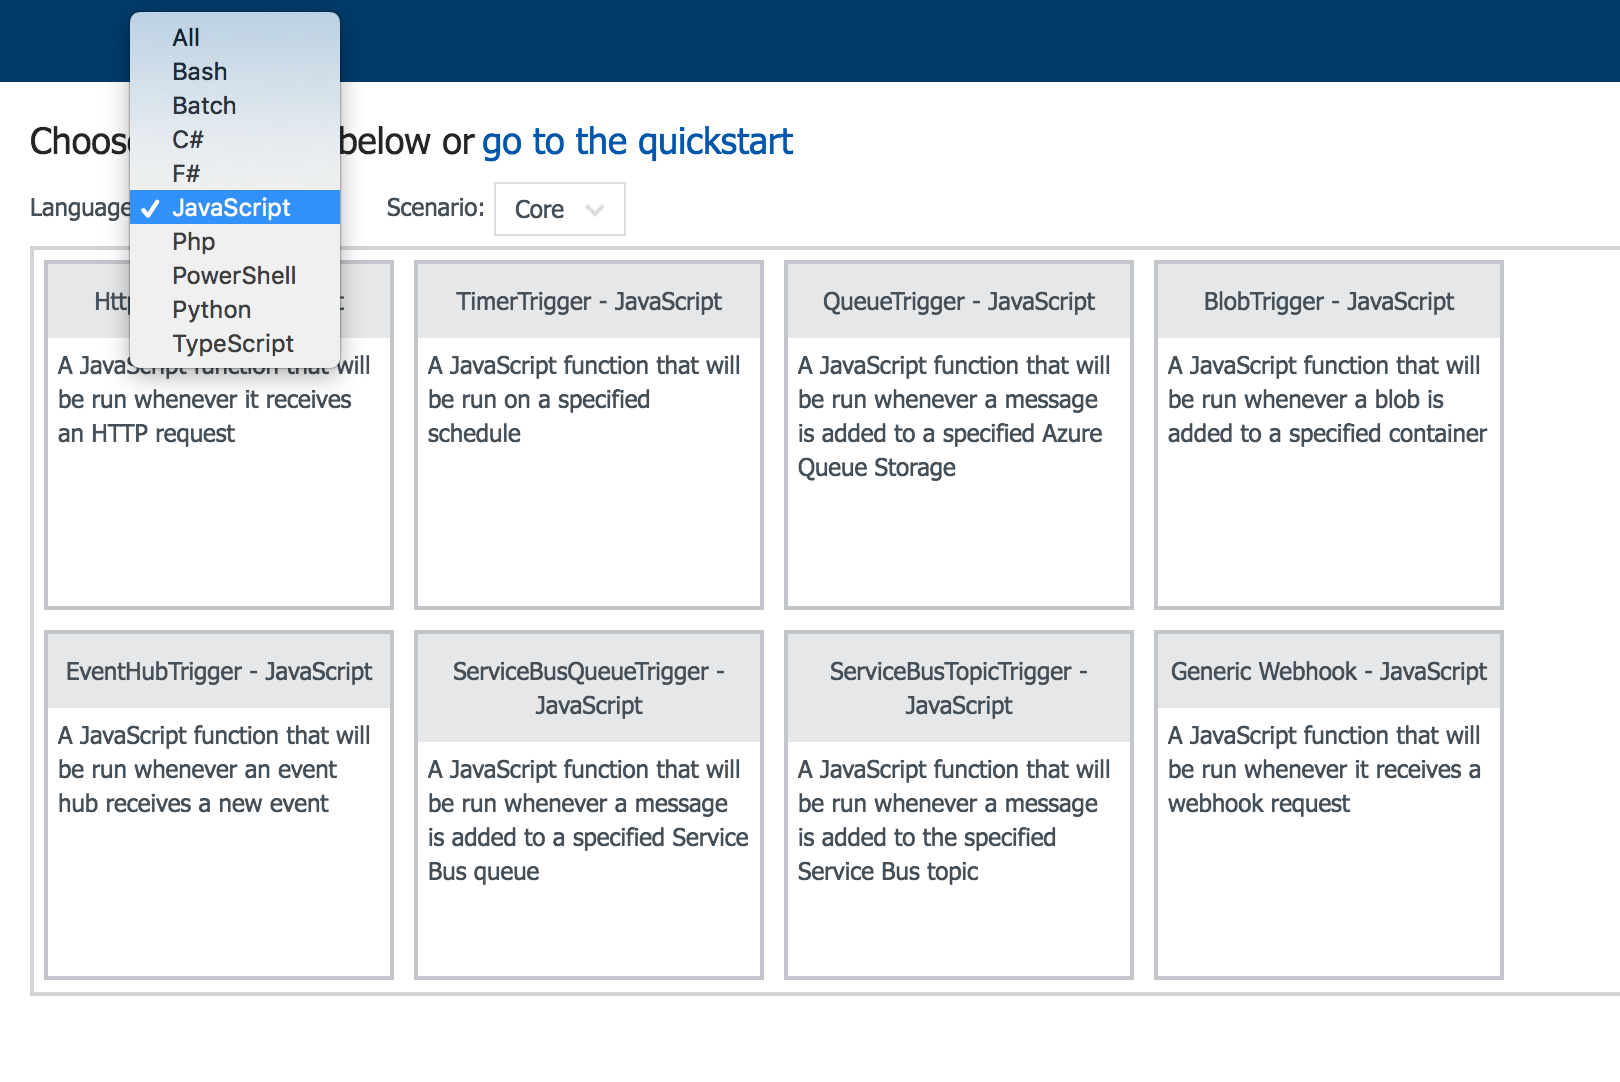 All
Bash
Batch
C#
F#
JavaScript
Php
PowerShell
Python
TypeScript
below or go to the quickstart
Language
Scenario: Core
TimerTrigger - JavaScript
QueueTrigger - JavaScript
BlobTrigger - JavaScript
will
be run whenever it receives
an HTTP request
A JavaScript function that will
be run on a specified
schedule
A JavaScript function that will
be run whenever a message
is added to a specified Azure
Queue Storage
A JavaScript function that will
be run whenever a blob is
added to a specified container
EventHubTrigger - JavaScript
A JavaScript function that will
be run whenever an event
hub receives a new event
ServiceBusQueueTrigger -
JavaScript
A JavaScript function that will
be run whenever a message
is added to a specified Service
Bus queue
ServiceBusTopicTrigger -
JavaScript
A JavaScript function that will
be run whenever a message
is added to the specified
Service Bus topic
Generic Webhook - JavaScript
A JavaScript function that will
be run whenever it receives a
webhook request